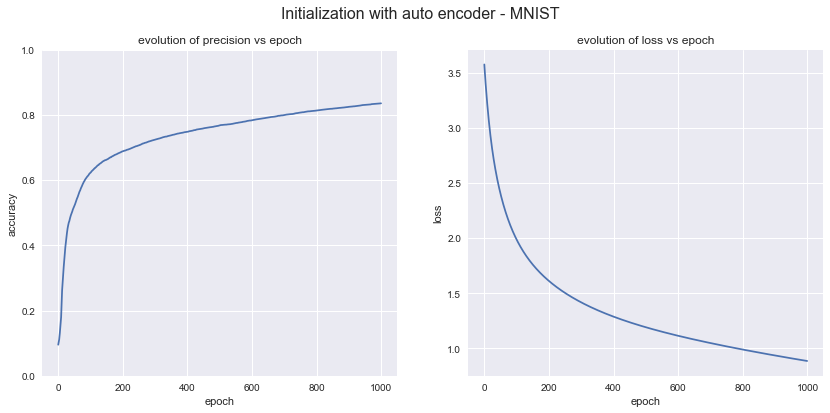 Initialization with auto encoder - MNIST
evolution of precision vs epoch
1.0
0.8
0.6
0.4
0.2
0.0
accuracy
0 200 400 600 800 1000
epoch
evolution of loss vs epoch
3.5
3.0
2.5
2.0
1.5
1.0
loss
0 200 400 600 800 1000
epoch